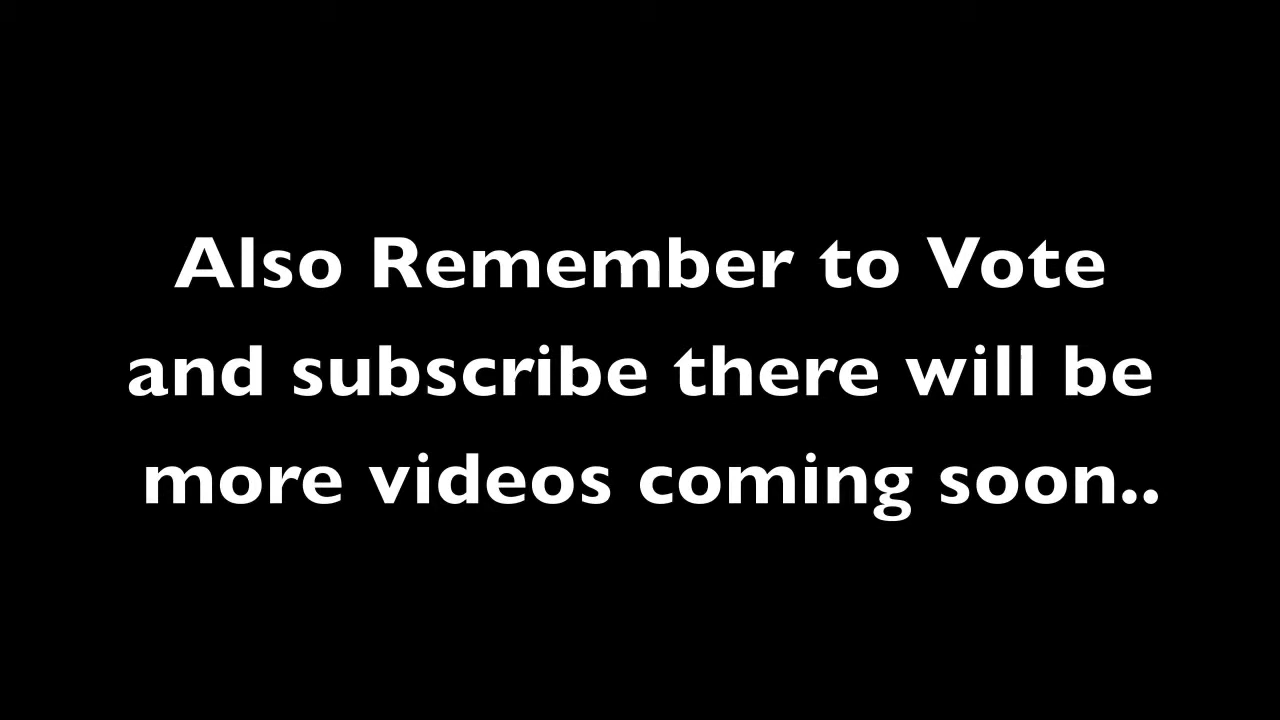 Also Remember to Vote
and subscribe there will be
more videos coming soon..